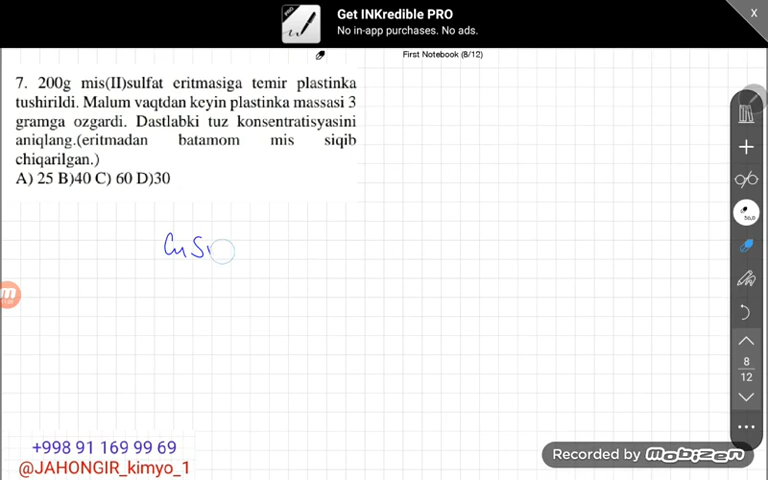 Get INKredible PRO
No in-app purchases. No ads.
X
First Notebook (8/12)
7. 200g mis(II)sulfat eritmasiga temir plastinka
tushirildi. Malum vaqtdan keyin plastinka massasi 3
gramga ozgardi. Dastlabki tuz konsentratisyasini
aniqlang.(eritmadan batamom mis siqib
chiqarilgan.)
A) 25 B)40 C) 60 D)30
CuS
8
12
+998 91 169 99 69
@JAHONGIR_kimyo_1
Recorded by Mobizen